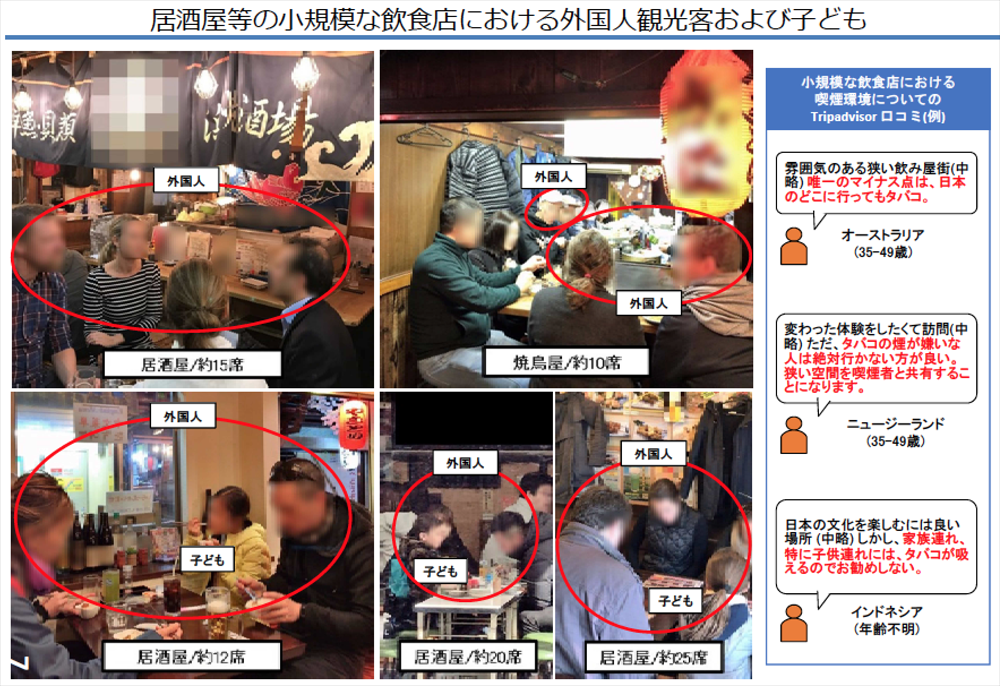 居酒屋等の小規模な飲食店における外国人観光客および子ども
酒場
外国人
居酒屋/約15席
外国人
外国人
焼鳥屋/約10席
外国人
子ども
居酒屋/約12席
外国人
子ども
居酒屋/約20席
外国人
子ども
居酒屋/約25席
小規模な飲食店における
喫煙環境についての
Tripadvisor 口コミ(例)
雰囲気のある狭い飲み屋街(中
略) 唯一のマイナス点は、日本
のどこに行ってもタバコ。
オーストラリア
(35-49歳)
変わった体験をしたくて訪問(中
略) ただ、タバコの煙が嫌いな
人は絶対行かない方が良い。
狭い空間を喫煙者と共有するこ
とになります。
ニュージーランド
(35-49歳)
日本の文化を楽しむには良い
場所 (中略) しかし、家族連れ、
特に子供連れには、タバコが吸
えるのでお勧めしない。
インドネシア
(年齢不明)